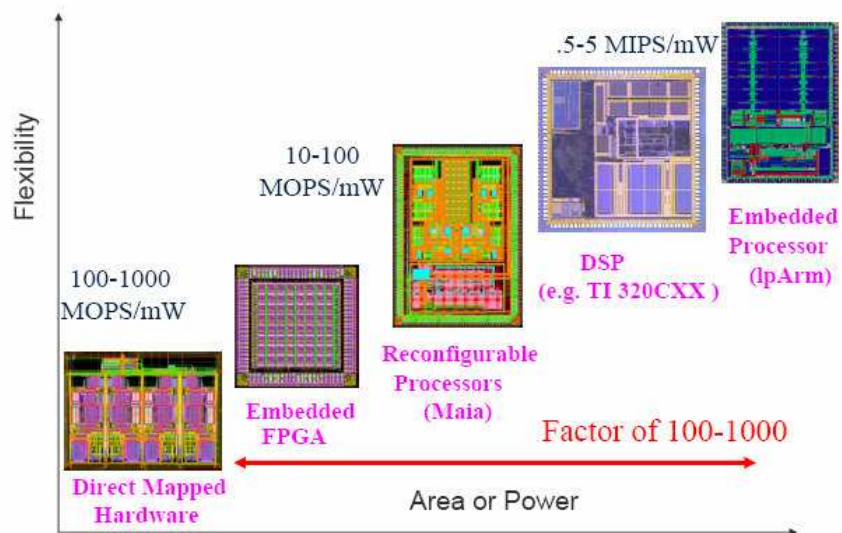 Flexibility
.5-5 MIPS/mW
10-100
MOPS/mW
100-1000
MOPS/mW
Embedded
Processor
(lpArm)
DSP
(e.g. TI 320CXX )
Reconfigurable
Processors
(Maia)
Embedded
FPGA
Factor of 100-1000
Direct Mapped
Hardware
Area or Power